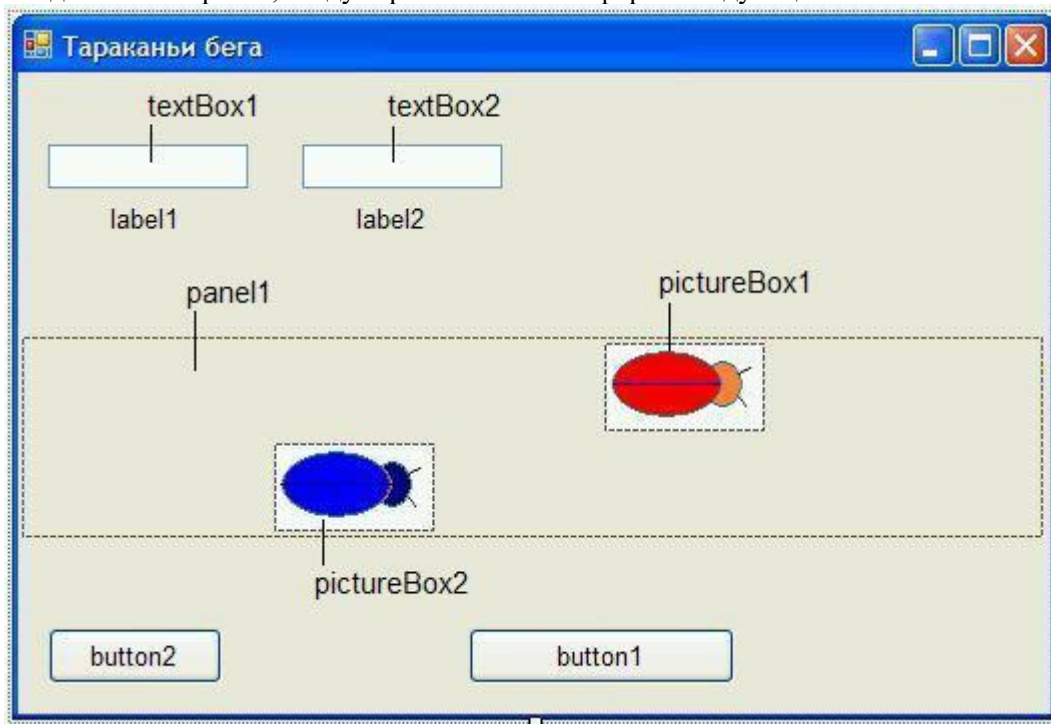 Тараканьи бега
textBox1 textBox2
label1 label2
panel1 pictureBox1
pictureBox2
button2 button1